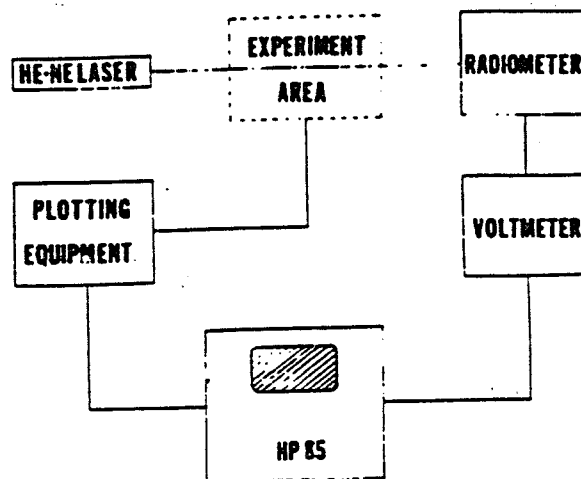 HE-NE LASER
EXPERIMENT
AREA
RADIOMETER
PLOTTING
EQUIPMENT
VOLTMETER
HP 85